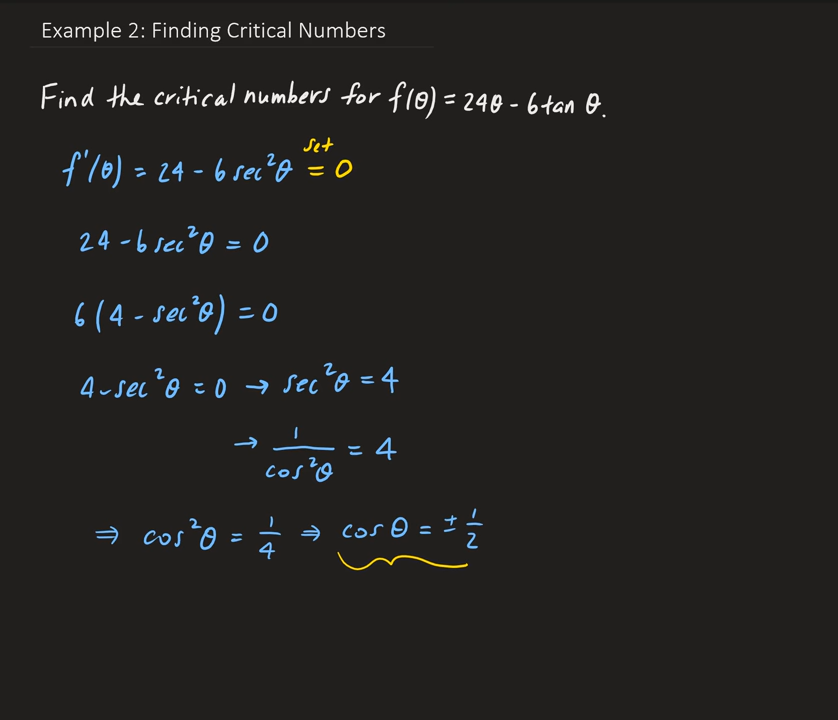 Example 2: Finding Critical Numbers
Find the critical numbers for f(θ) = 24θ - 6 tan θ.
f'(θ) = 24 - 6 sec²θ = 0
set
24 - 6 sec²θ = 0
6(4 - sec²θ) = 0
4 - sec²θ = 0 → sec²θ = 4
→ 1/cos²θ = 4
⇒ cos²θ = 1/4 ⇒ cos θ = ± 1/2